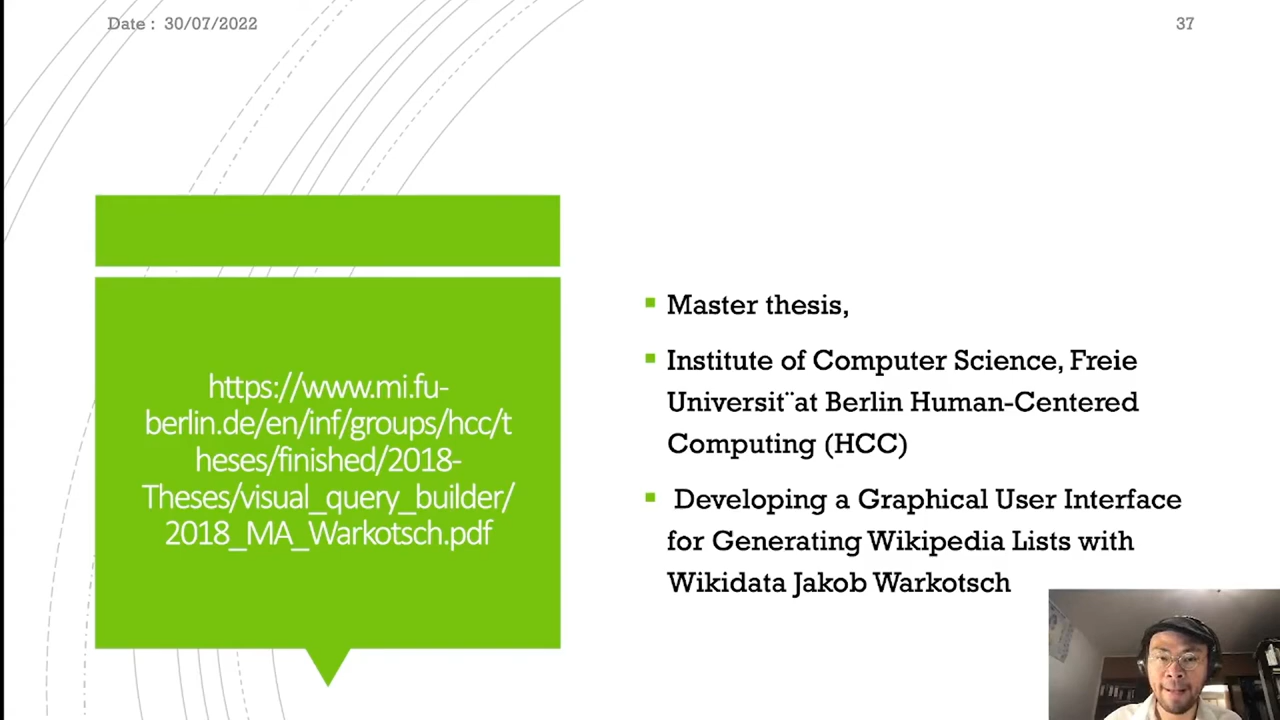 Date : 30/07/2022
37
https://www.mi.fu-
berlin.de/en/inf/groups/hcc/t
heses/finished/2018-
Theses/visual_query_builder/
2018_MA_Warkotsch.pdf
Master thesis,
Institute of Computer Science, Freie
Universit¨at Berlin Human-Centered
Computing (HCC)
Developing a Graphical User Interface
for Generating Wikipedia Lists with
Wikidata Jakob Warkotsch